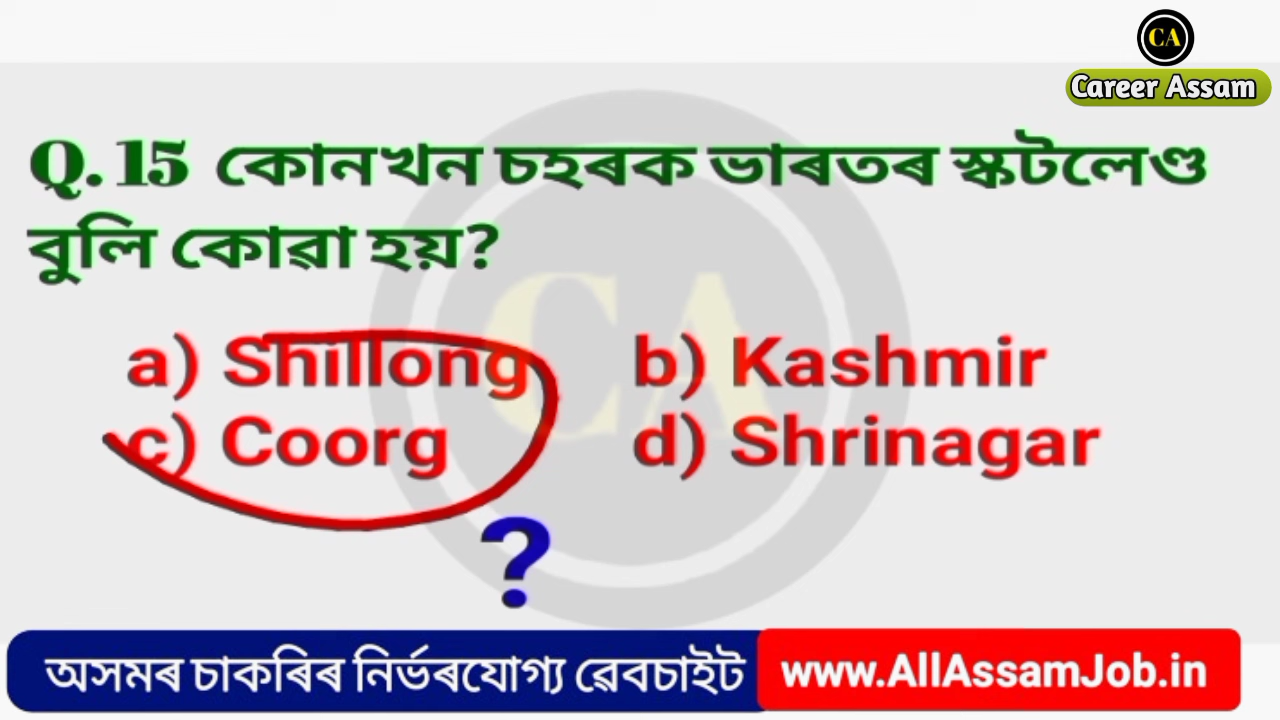 CA
Career Assam
Q. 15 কোনখন চহৰক ভাৰতৰ স্কটলেণ্ড
বুলি কোৱা হয়?
CA
a) Shillong b) Kashmir
c) Coorg d) Shrinagar
?
অসমৰ চাকৰিৰ নিৰ্ভৰযোগ্য ৱেবচাইট www.AllAssamJob.in